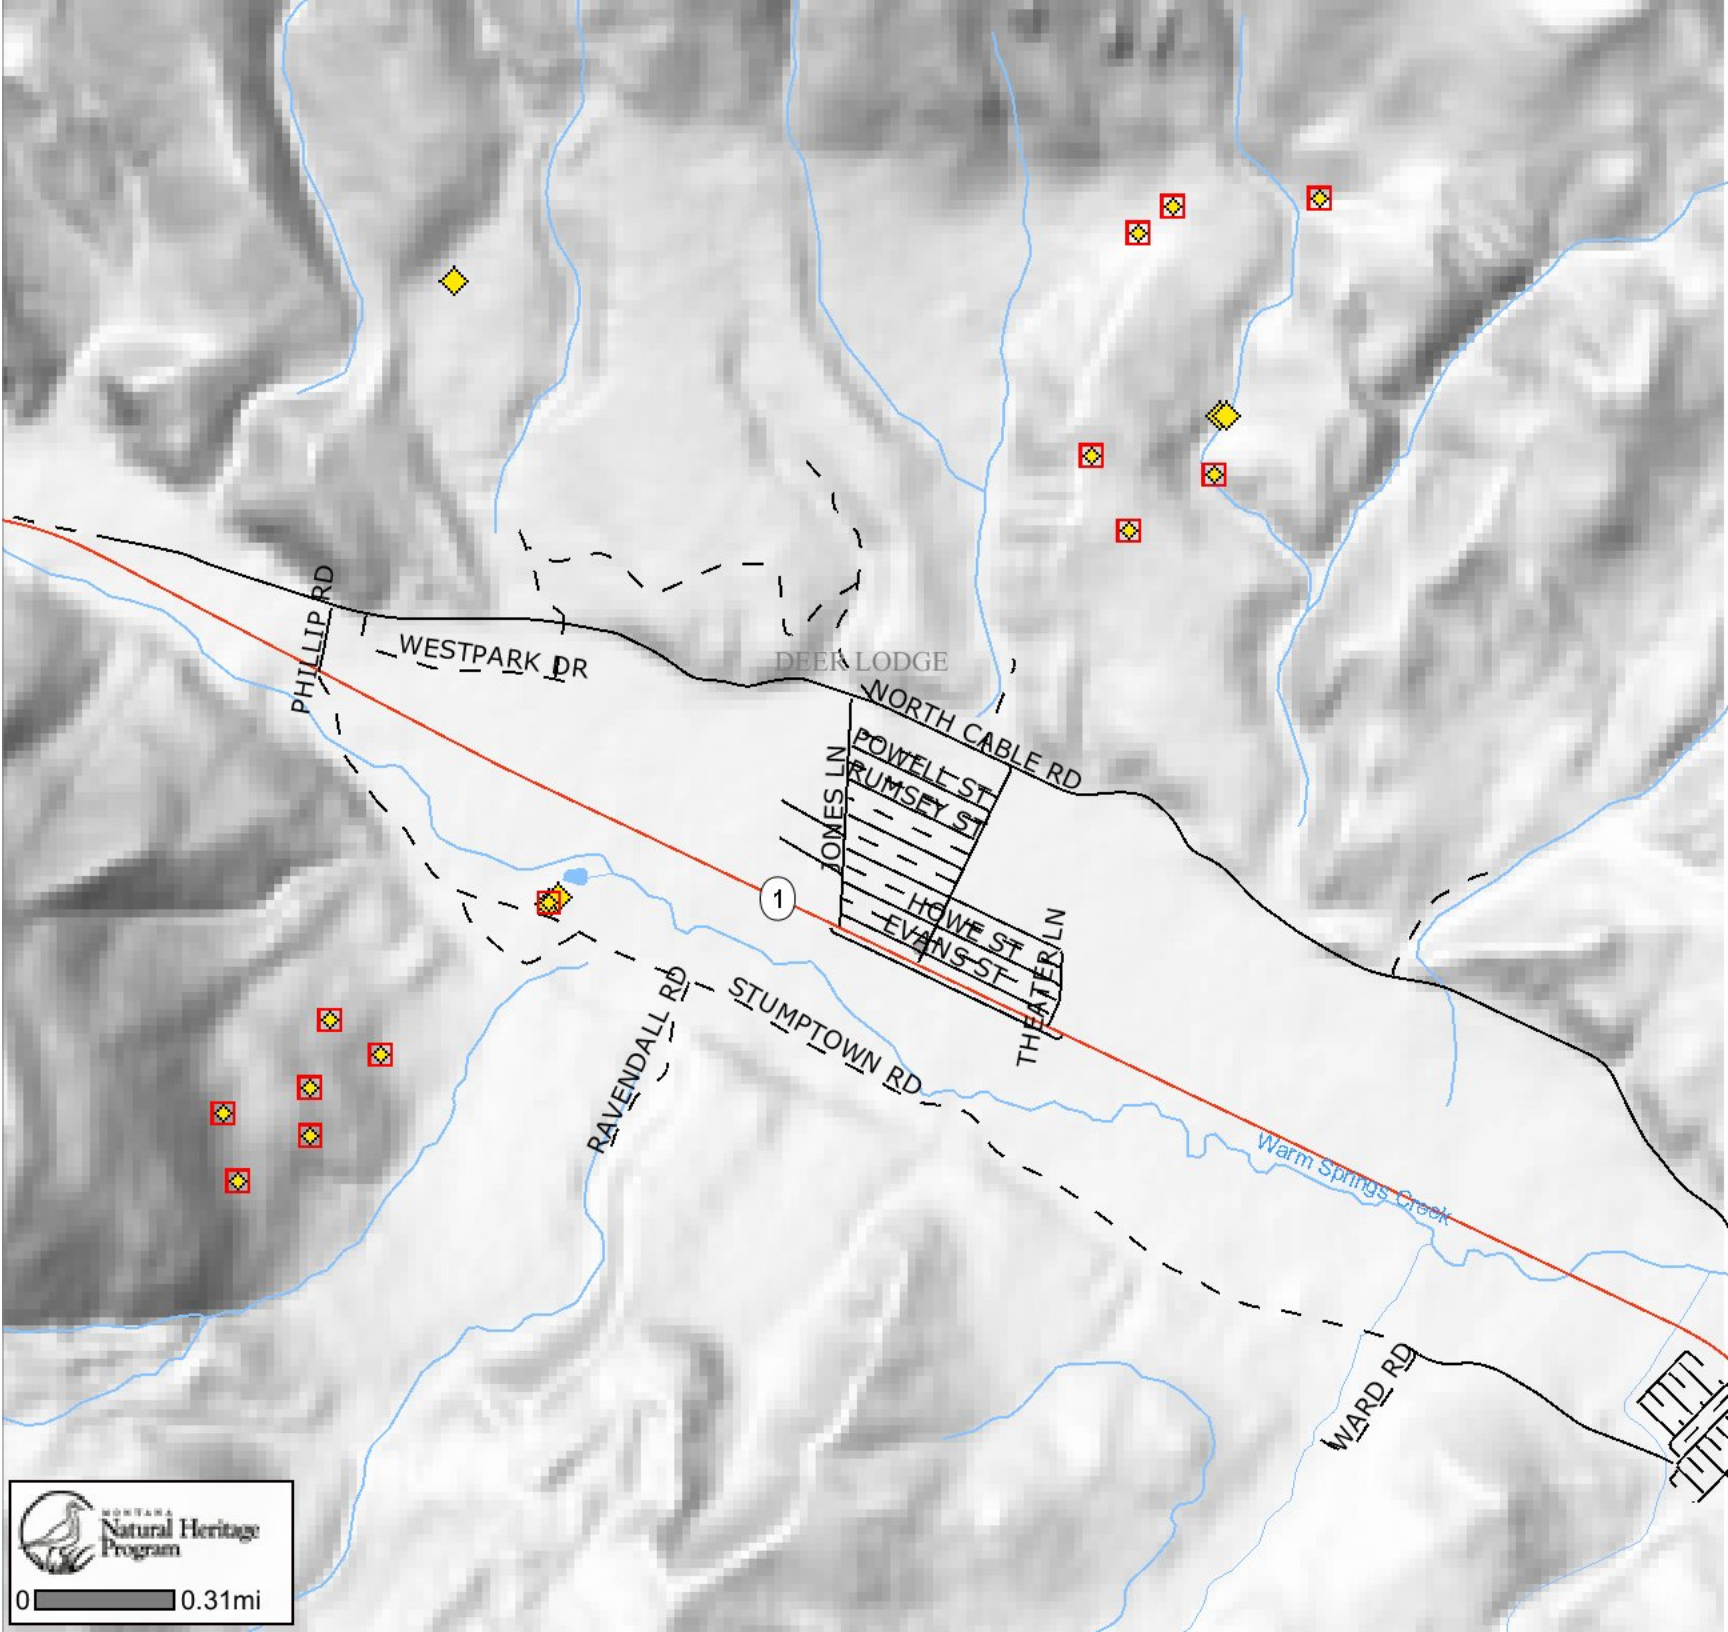 PHILLIP RD
WESTPARK DR
DEER LODGE
NORTH CABLE RD
POWELL ST
RUMSEY ST
JONES LN
1
HOWE ST
EVANS ST
THEATER LN
RAVENDALL RD
STUMPTOWN RD
Warm Springs Creek
WARD RD
MONTANA
Natural Heritage
Program
0 0.31mi